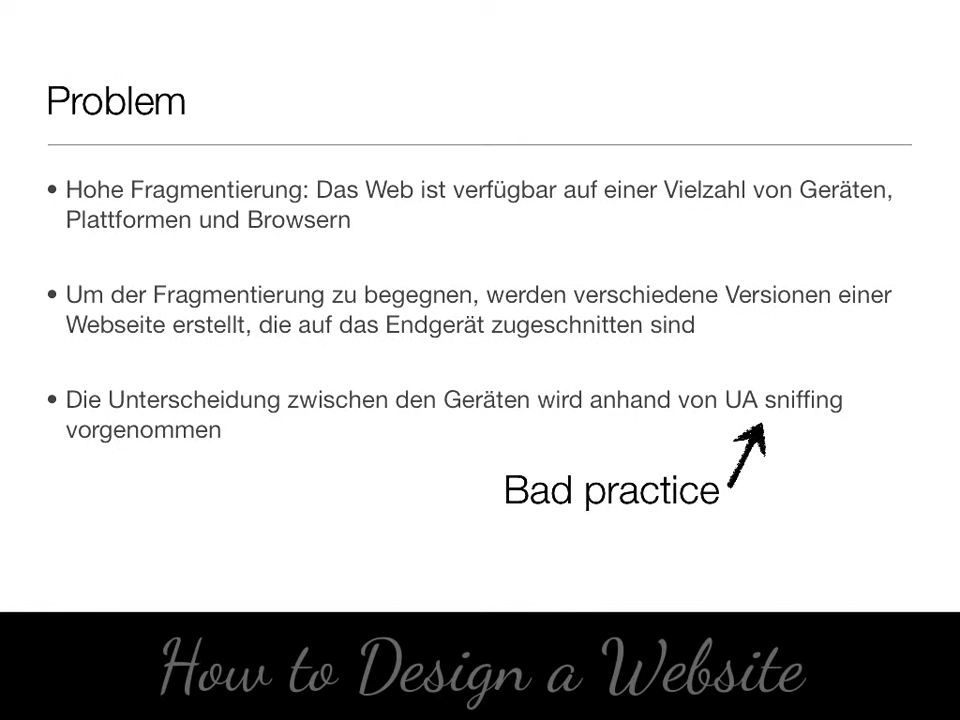 Problem
• Hohe Fragmentierung: Das Web ist verfügbar auf einer Vielzahl von Geräten,
Plattformen und Browsern
• Um der Fragmentierung zu begegnen, werden verschiedene Versionen einer
Webseite erstellt, die auf das Endgerät zugeschnitten sind
• Die Unterscheidung zwischen den Geräten wird anhand von UA sniffing
vorgenommen
Bad practice
How to Design a Website